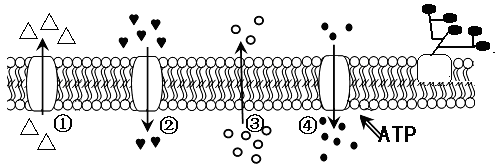 ①
②
③
④
ATP